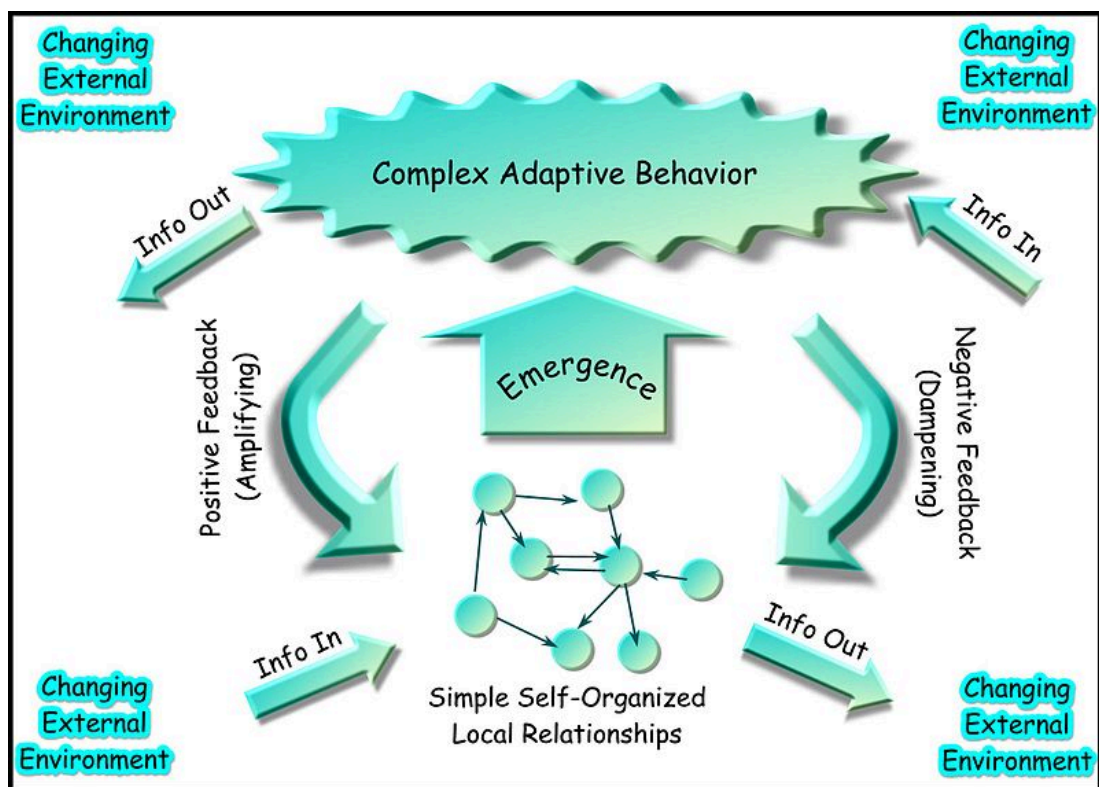 Changing
External
Environment
Changing
External
Environment
Complex Adaptive Behavior
Info Out
Info In
Positive Feedback
(Amplifying)
Emergence
Negative Feedback
(Dampening)
Info In
Info Out
Simple Self-Organized
Local Relationships
Changing
External
Environment
Changing
External
Environment